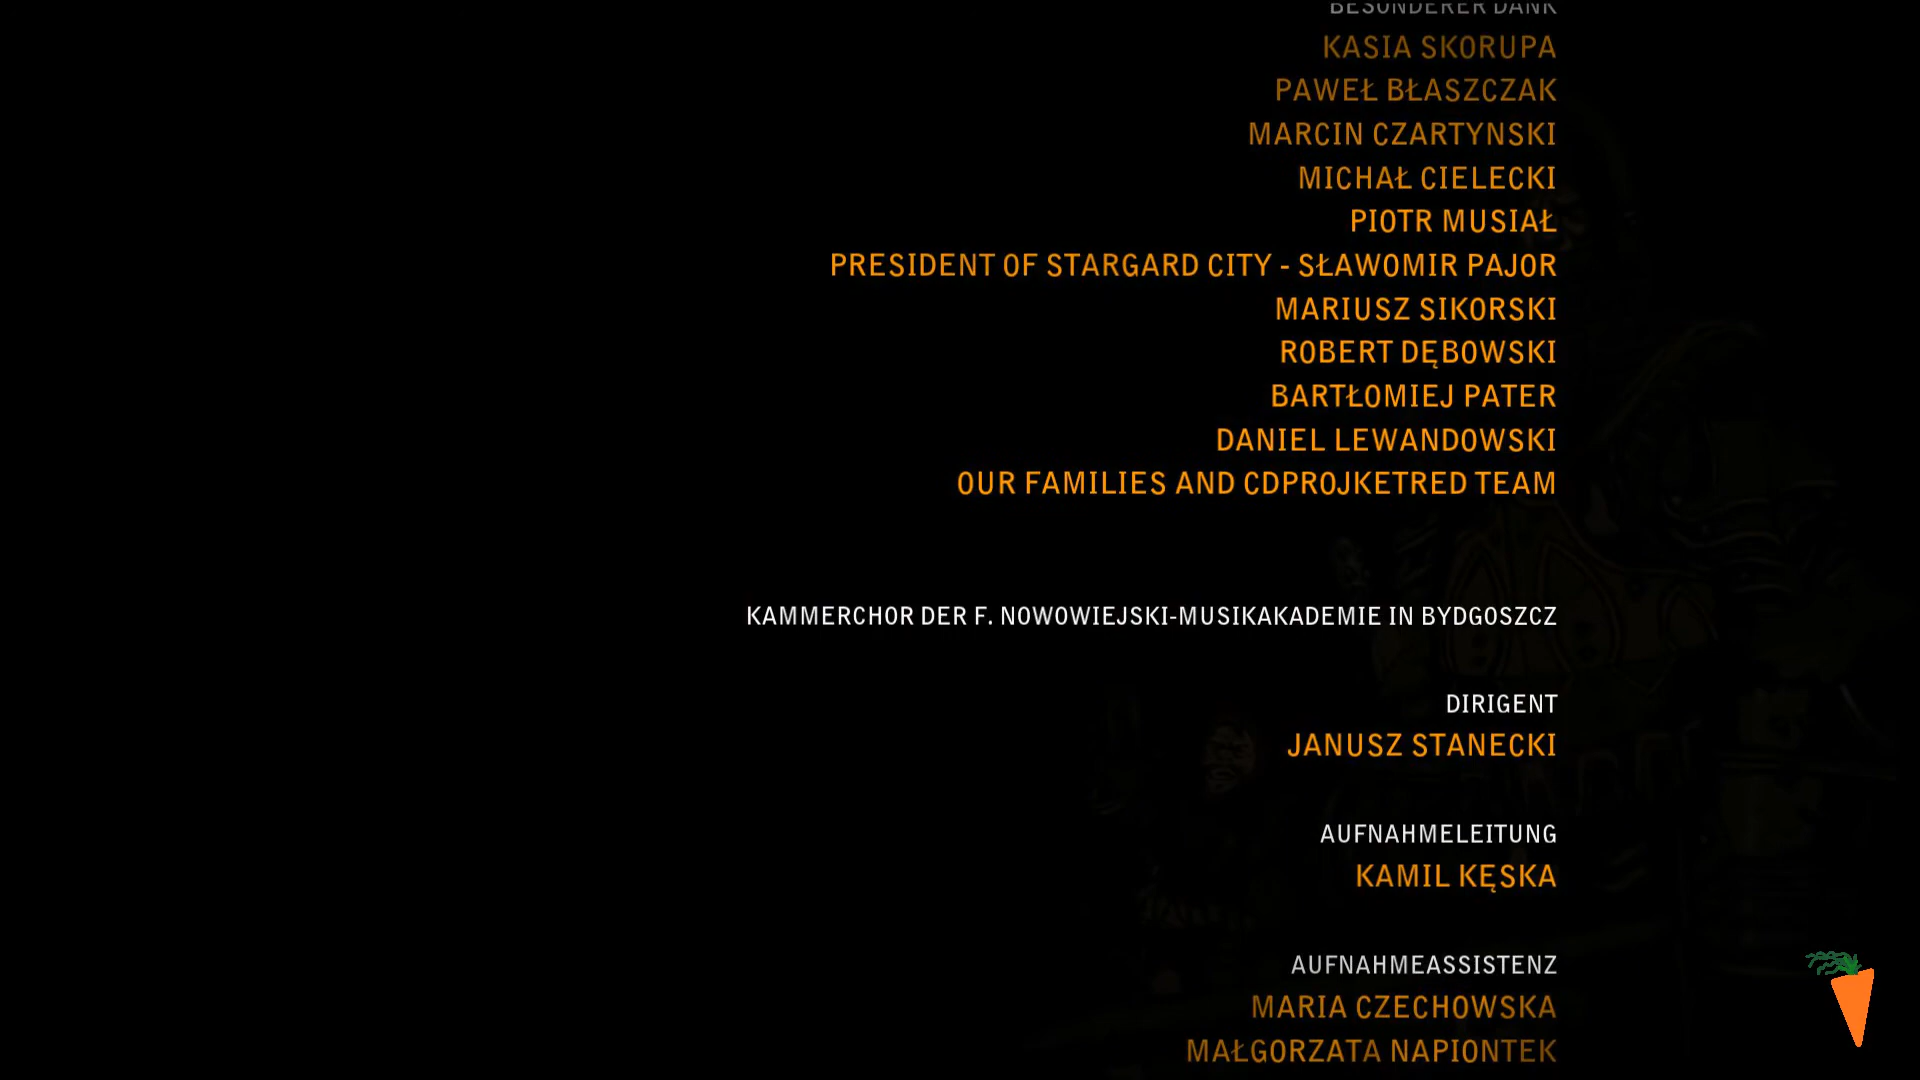 BESONDERER DANK
KASIA SKORUPA
PAWEŁ BŁASZCZAK
MARCIN CZARTYNSKI
MICHAŁ CIELECKI
PIOTR MUSIAŁ
PRESIDENT OF STARGARD CITY - SŁAWOMIR PAJOR
MARIUSZ SIKORSKI
ROBERT DĘBOWSKI
BARTŁOMIEJ PATER
DANIEL LEWANDOWSKI
OUR FAMILIES AND CDPROJKETRED TEAM
KAMMERCHOR DER F. NOWOWIEJSKI-MUSIKAKADEMIE IN BYDGOSZCZ
DIRIGENT
JANUSZ STANECKI
AUFNAHMELEITUNG
KAMIL KĘSKA
AUFNAHMEASSISTENZ
MARIA CZECHOWSKA
MAŁGORZATA NAPIONTEK